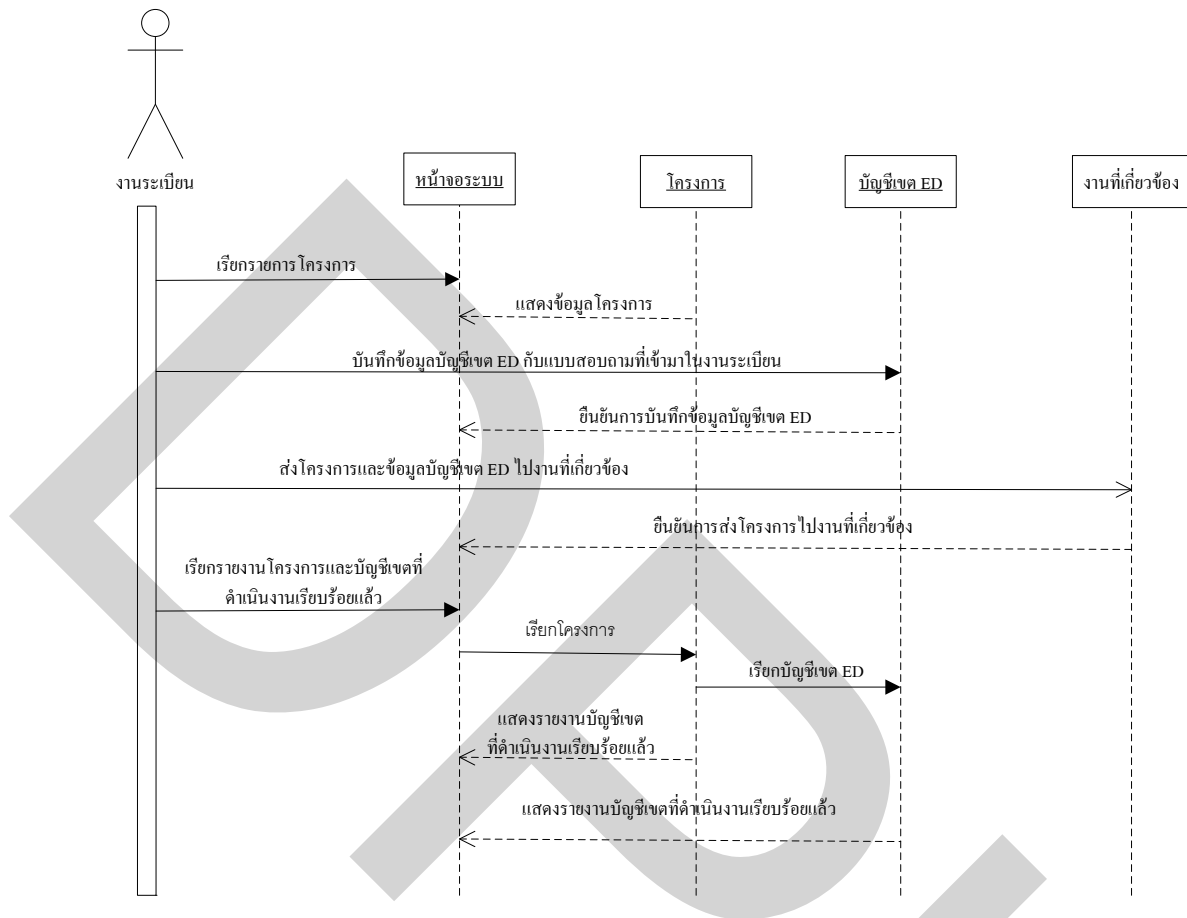 งานระเบียน
หน้าจอระบบ
โครงการ
บัญชีเขต ED
งานที่เกี่ยวข้อง
เรียกรายการโครงการ
แสดงข้อมูลโครงการ
บันทึกข้อมูลบัญชีเขต ED กับแบบสอบถามที่เข้ามาในงานระเบียน
ยืนยันการบันทึกข้อมูลบัญชีเขต ED
ส่งโครงการและข้อมูลบัญชีเขต ED ไปงานที่เกี่ยวข้อง
ยืนยันการส่งโครงการไปงานที่เกี่ยวข้อง
เรียกรายงานโครงการและบัญชีเขตที่
ดำเนินงานเรียบร้อยแล้ว
เรียกโครงการ
เรียกบัญชีเขต ED
แสดงรายงานบัญชีเขต
ที่ดำเนินงานเรียบร้อยแล้ว
แสดงรายงานบัญชีเขตที่ดำเนินงานเรียบร้อยแล้ว